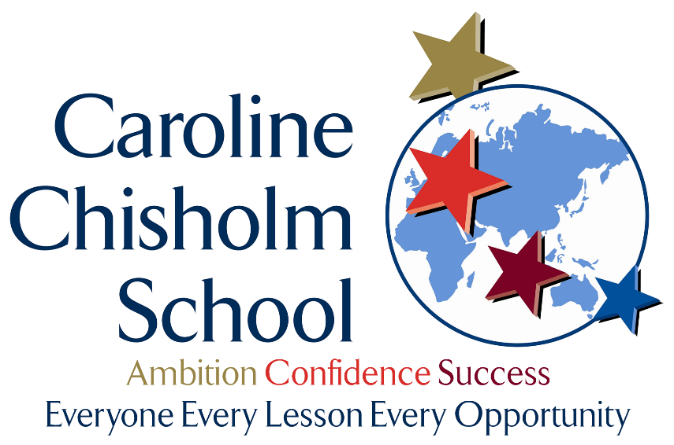 Caroline
Chisholm
School
Ambition Confidence Success
Everyone Every Lesson Every Opportunity